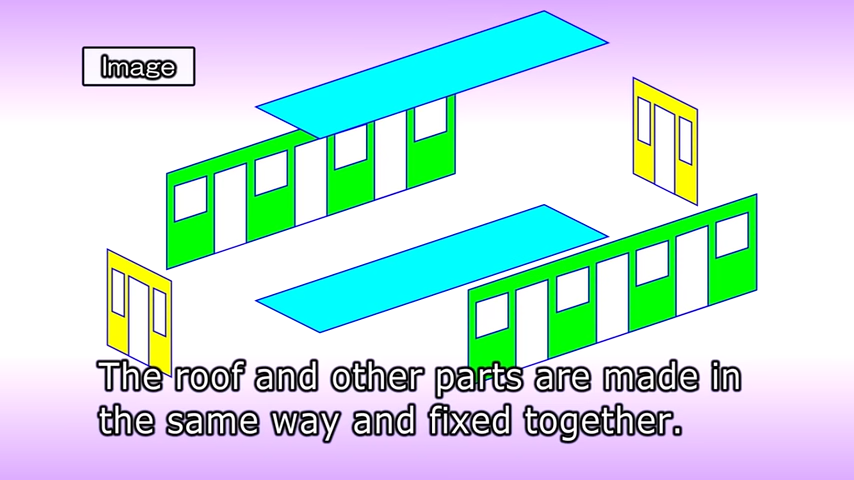 Image
The roof and other parts are made in
the same way and fixed together.